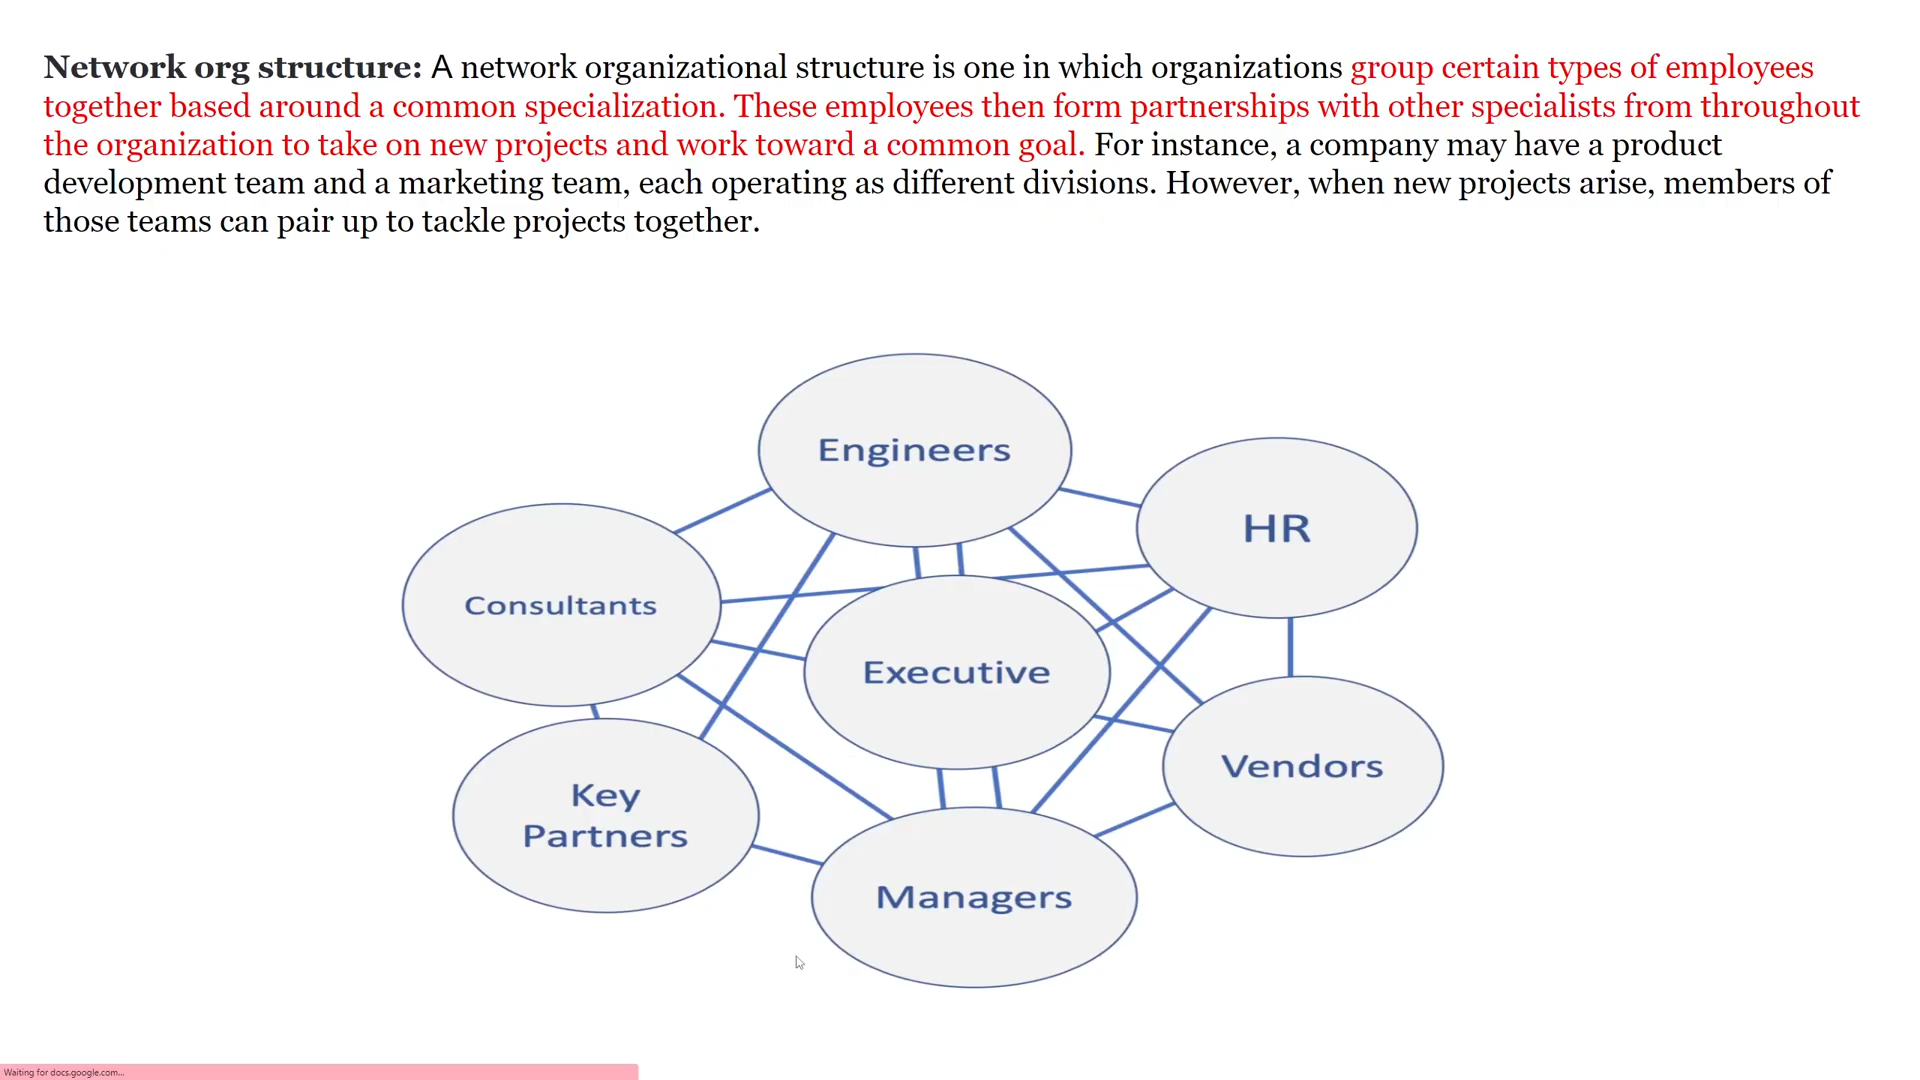 Network org structure: A network organizational structure is one in which organizations group certain types of employees
together based around a common specialization. These employees then form partnerships with other specialists from throughout
the organization to take on new projects and work toward a common goal. For instance, a company may have a product
development team and a marketing team, each operating as different divisions. However, when new projects arise, members of
those teams can pair up to tackle projects together.
Engineers
HR
Consultants
Executive
Vendors
Key
Partners
Managers
Waiting for docs.google.com...